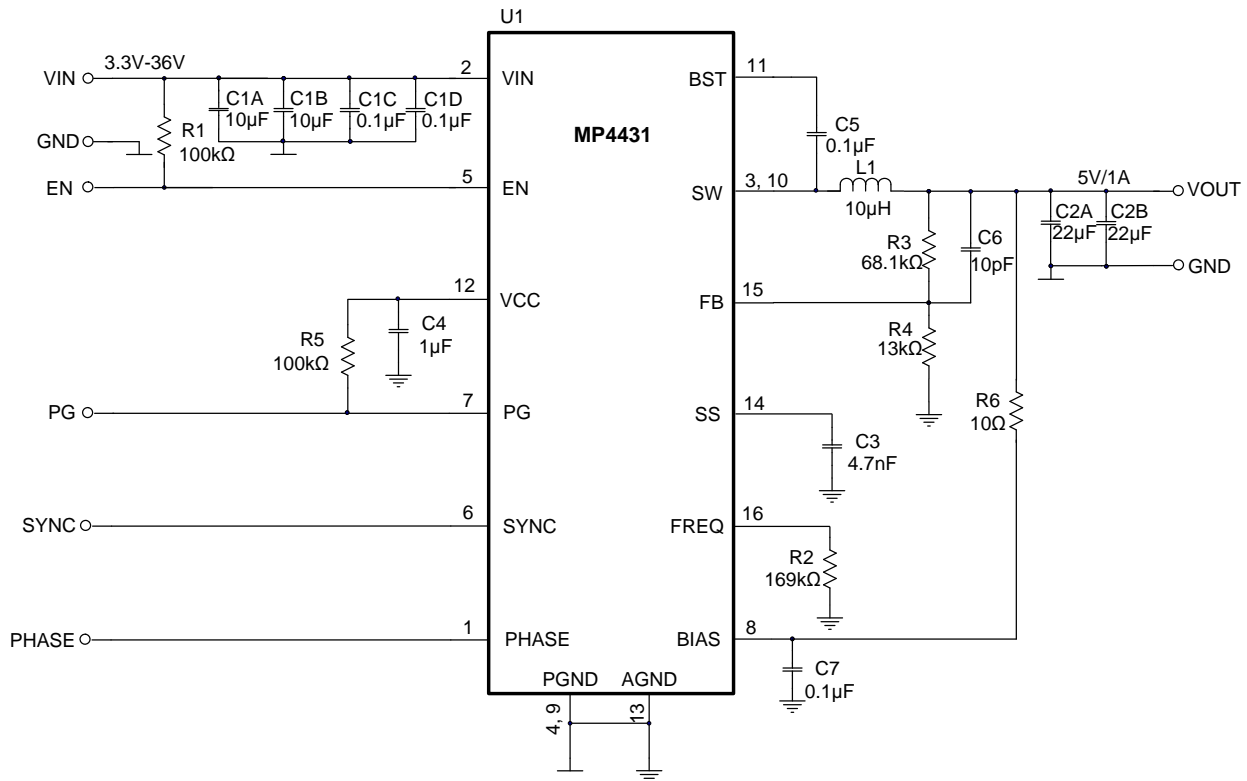 U1
3.3V-36V
VIN
2
VIN
C1A
10µF
C1B
10µF
C1C
0.1µF
C1D
0.1µF
R1
100kΩ
GND
EN
5
EN
MP4431
BST
11
C5
0.1µF
L1
10µH
SW
3, 10
5V/1A
VOUT
C2A
22µF
C2B
22µF
GND
R3
68.1kΩ
C6
10pF
FB
15
R4
13kΩ
12
VCC
C4
1µF
R5
100kΩ
PG
7
PG
SS
14
C3
4.7nF
R6
10Ω
SYNC
6
SYNC
FREQ
16
R2
169kΩ
PHASE
1
PHASE
BIAS
8
C7
0.1µF
PGND
AGND
4, 9
13